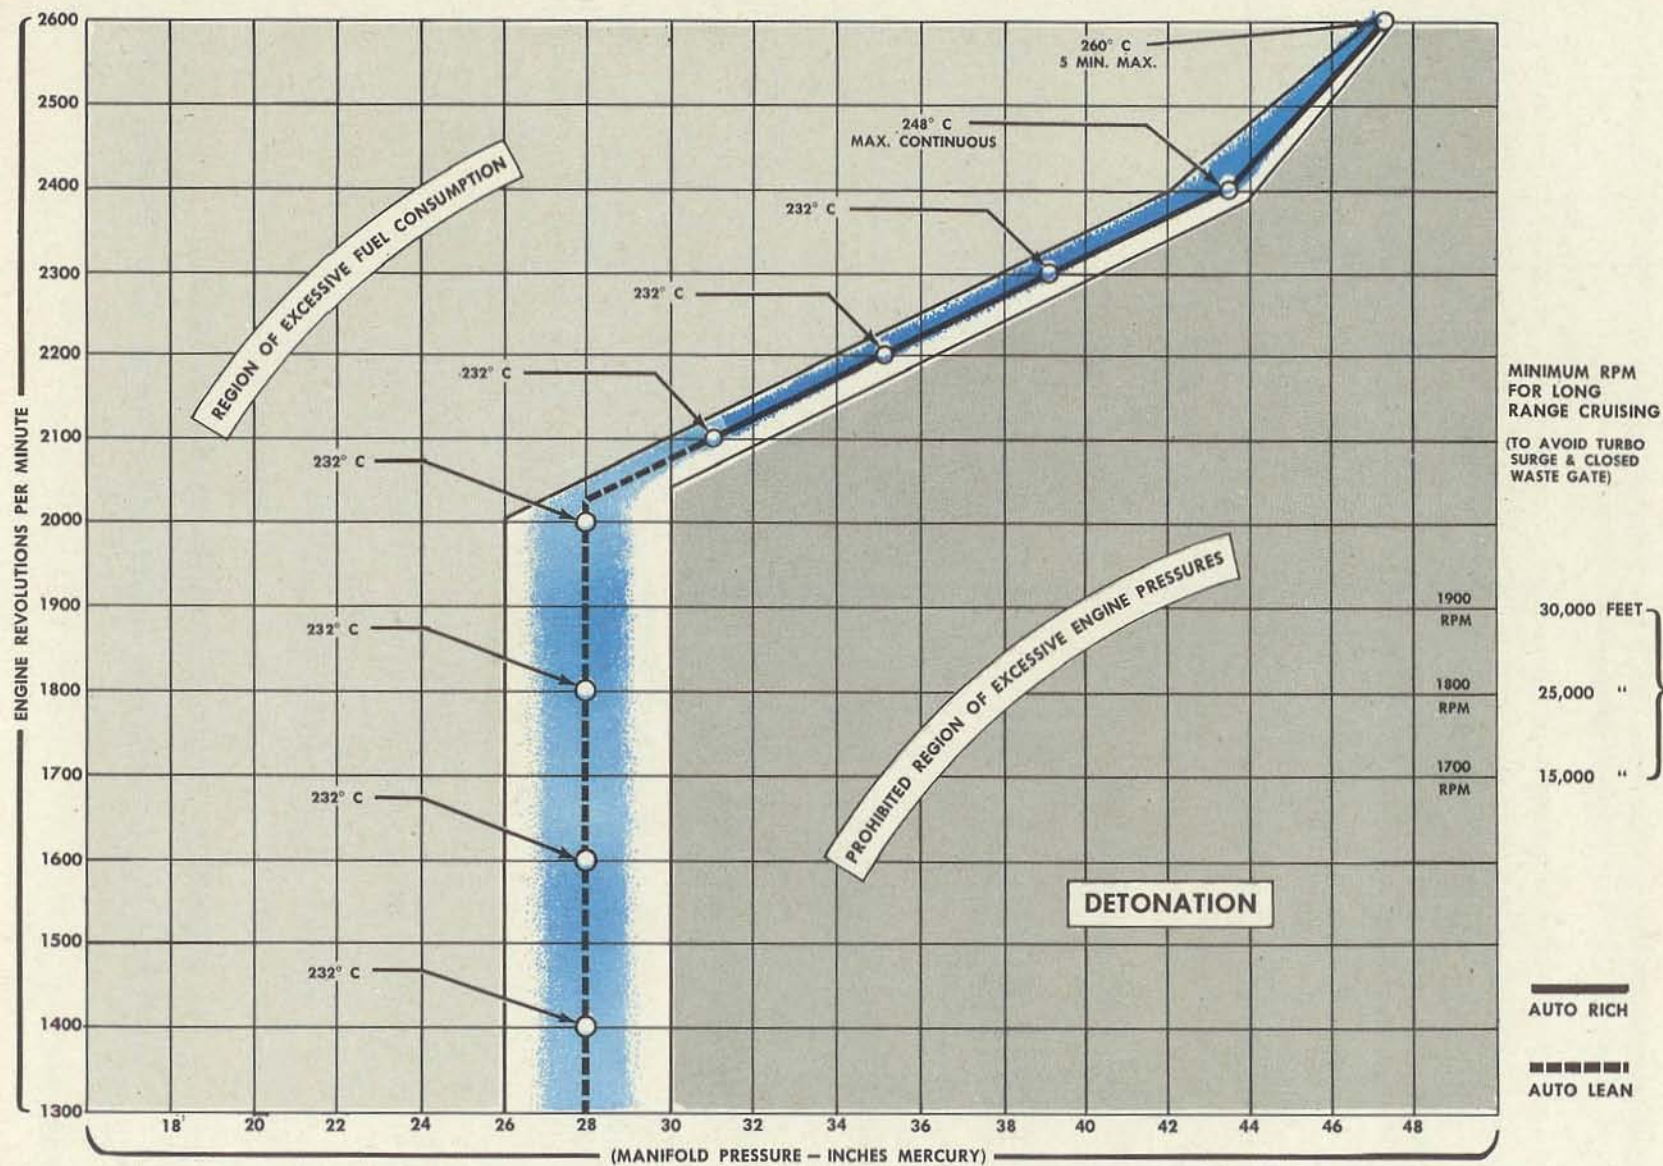 ENGINE REVOLUTIONS PER MINUTE
2600
2500
2400
2300
2200
2100
2000
1900
1800
1700
1600
1500
1400
1300
18
20
22
24
26
28
30
32
34
36
38
40
42
44
46
48
(MANIFOLD PRESSURE — INCHES MERCURY)
REGION OF EXCESSIVE FUEL CONSUMPTION
260° C
5 MIN. MAX.
248° C
MAX. CONTINUOUS
232° C
232° C
232° C
232° C
232° C
232° C
232° C
PROHIBITED REGION OF EXCESSIVE ENGINE PRESSURES
DETONATION
MINIMUM RPM
FOR LONG
RANGE CRUISING
(TO AVOID TURBO
SURGE & CLOSED
WASTE GATE)
1900
RPM
30,000 FEET
1800
RPM
25,000 "
1700
RPM
15,000 "
AUTO RICH
AUTO LEAN